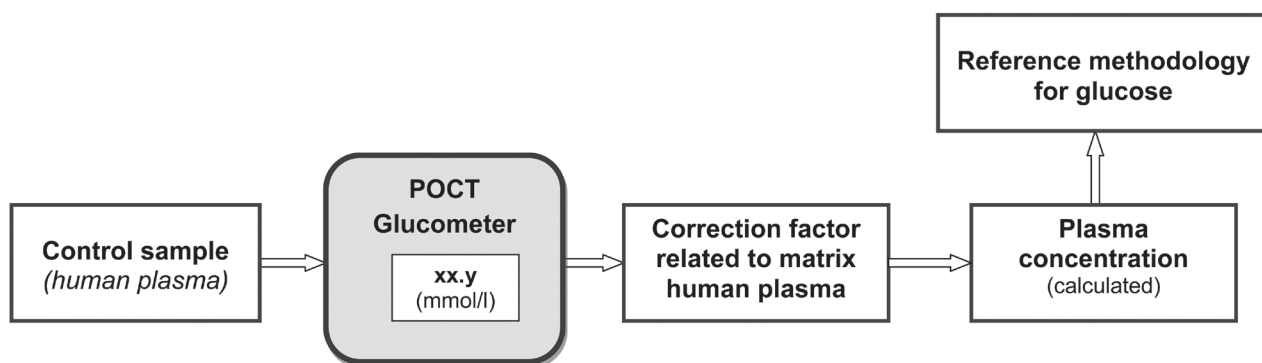 Control sample
(human plasma)
POCT
Glucometer
xx.y
(mmol/l)
Correction factor
related to matrix
human plasma
Plasma
concentration
(calculated)
Reference methodology
for glucose